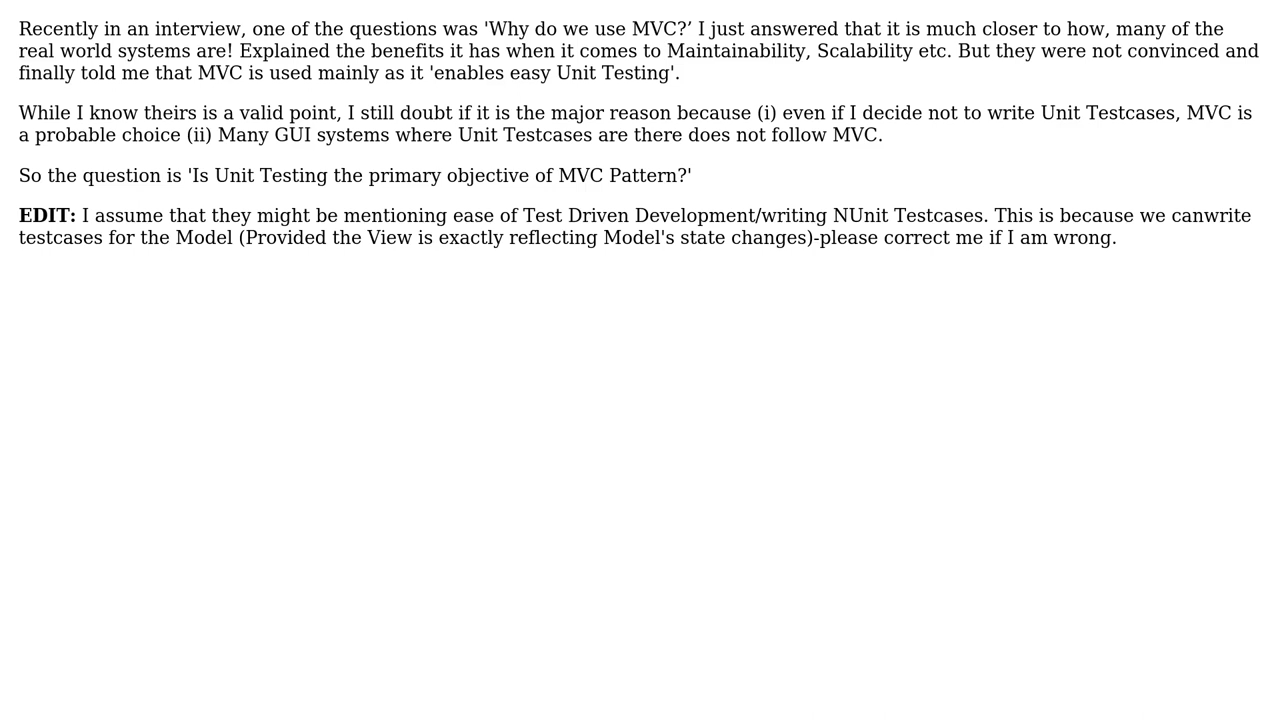 Recently in an interview, one of the questions was 'Why do we use MVC?’ I just answered that it is much closer to how, many of the
real world systems are! Explained the benefits it has when it comes to Maintainability, Scalability etc. But they were not convinced and
finally told me that MVC is used mainly as it 'enables easy Unit Testing'.
While I know theirs is a valid point, I still doubt if it is the major reason because (i) even if I decide not to write Unit Testcases, MVC is
a probable choice (ii) Many GUI systems where Unit Testcases are there does not follow MVC.
So the question is 'Is Unit Testing the primary objective of MVC Pattern?'
EDIT: I assume that they might be mentioning ease of Test Driven Development/writing NUnit Testcases. This is because we canwrite
testcases for the Model (Provided the View is exactly reflecting Model's state changes)-please correct me if I am wrong.